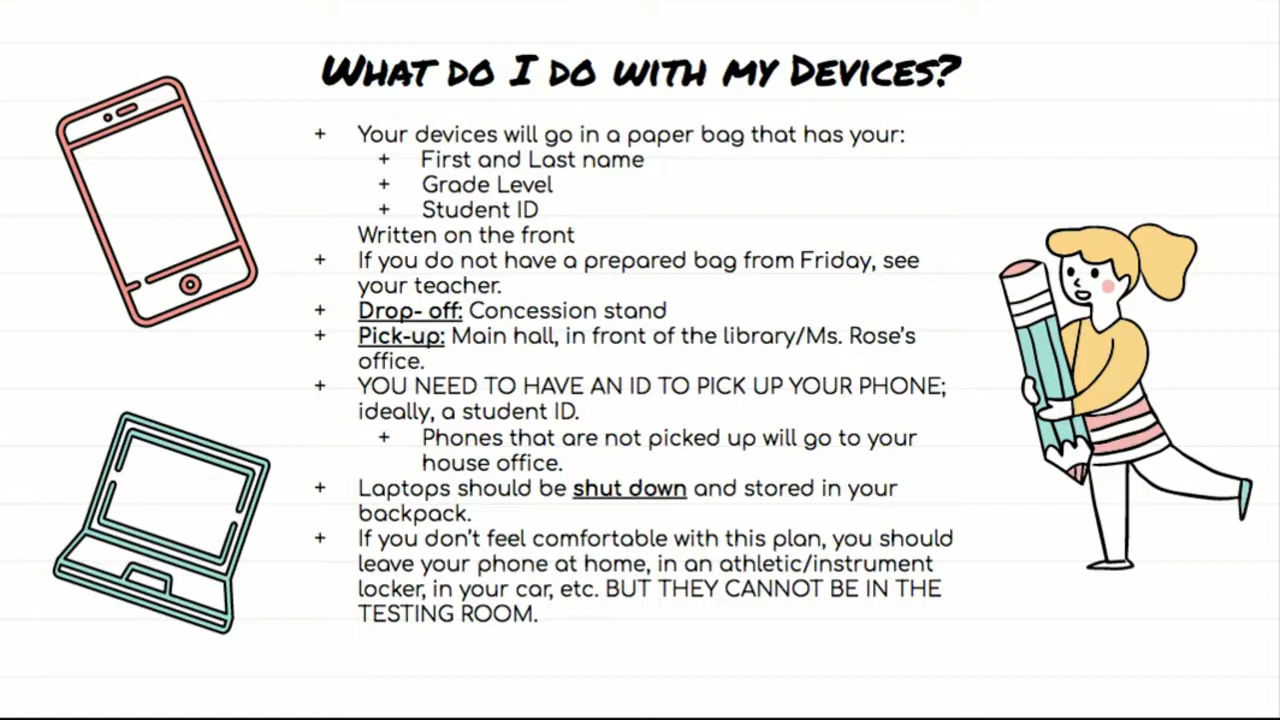 What do I do with my Devices?
+ Your devices will go in a paper bag that has your:
+ First and Last name
+ Grade Level
+ Student ID
Written on the front
+ If you do not have a prepared bag from Friday, see
your teacher.
+ Drop- off: Concession stand
+ Pick-up: Main hall, in front of the library/Ms. Rose's
office.
+ YOU NEED TO HAVE AN ID TO PICK UP YOUR PHONE;
ideally, a student ID.
+ Phones that are not picked up will go to your
house office.
+ Laptops should be shut down and stored in your
backpack.
+ If you don't feel comfortable with this plan, you should
leave your phone at home, in an athletic/instrument
locker, in your car, etc. BUT THEY CANNOT BE IN THE
TESTING ROOM.